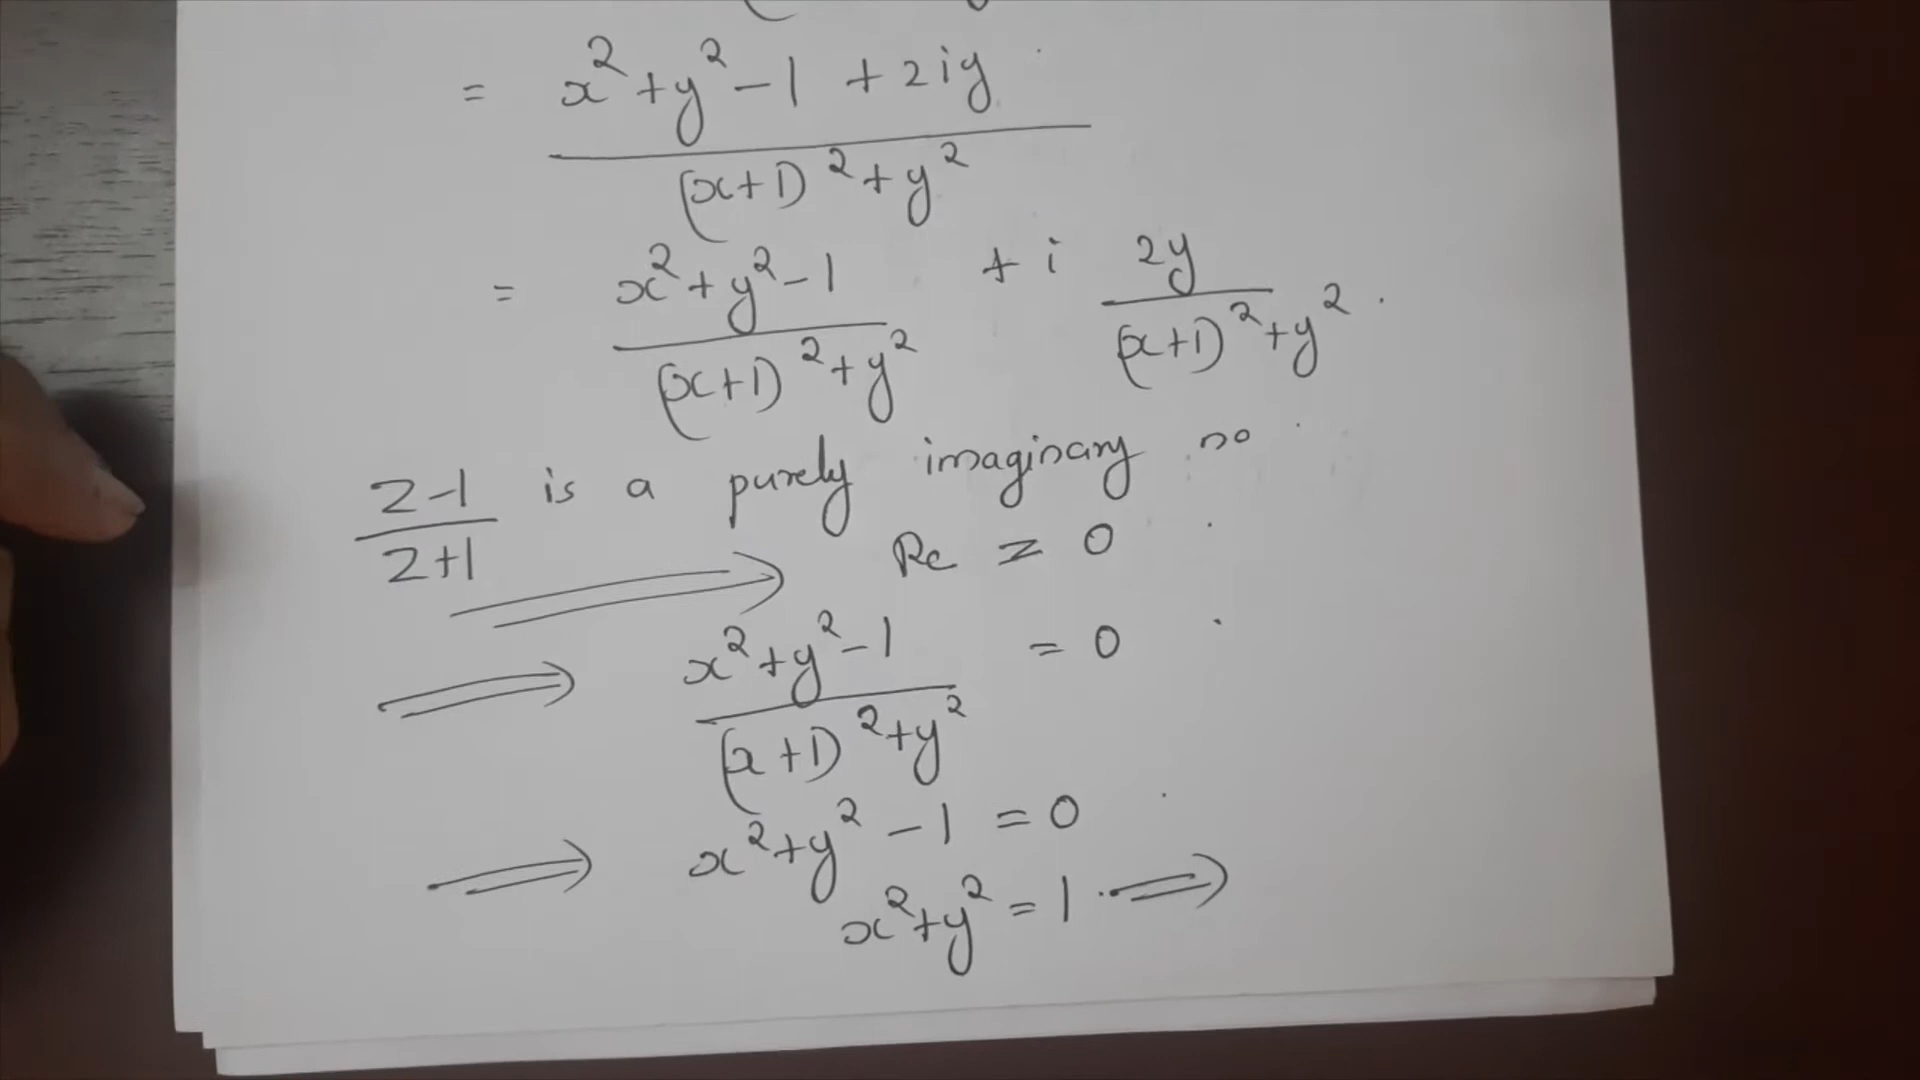 = x²+y²-1 +2iy
(x+1)²+y²
= x²+y²-1 + i 2y
(x+1)²+y² (x+1)²+y².
z-1 is a purely imaginary no
z+1
⟹ Re z 0
⟹ x²+y²-1 = 0
(x+1)²+y²
⟹ x²+y²-1 = 0
x²+y² = 1 ⟹